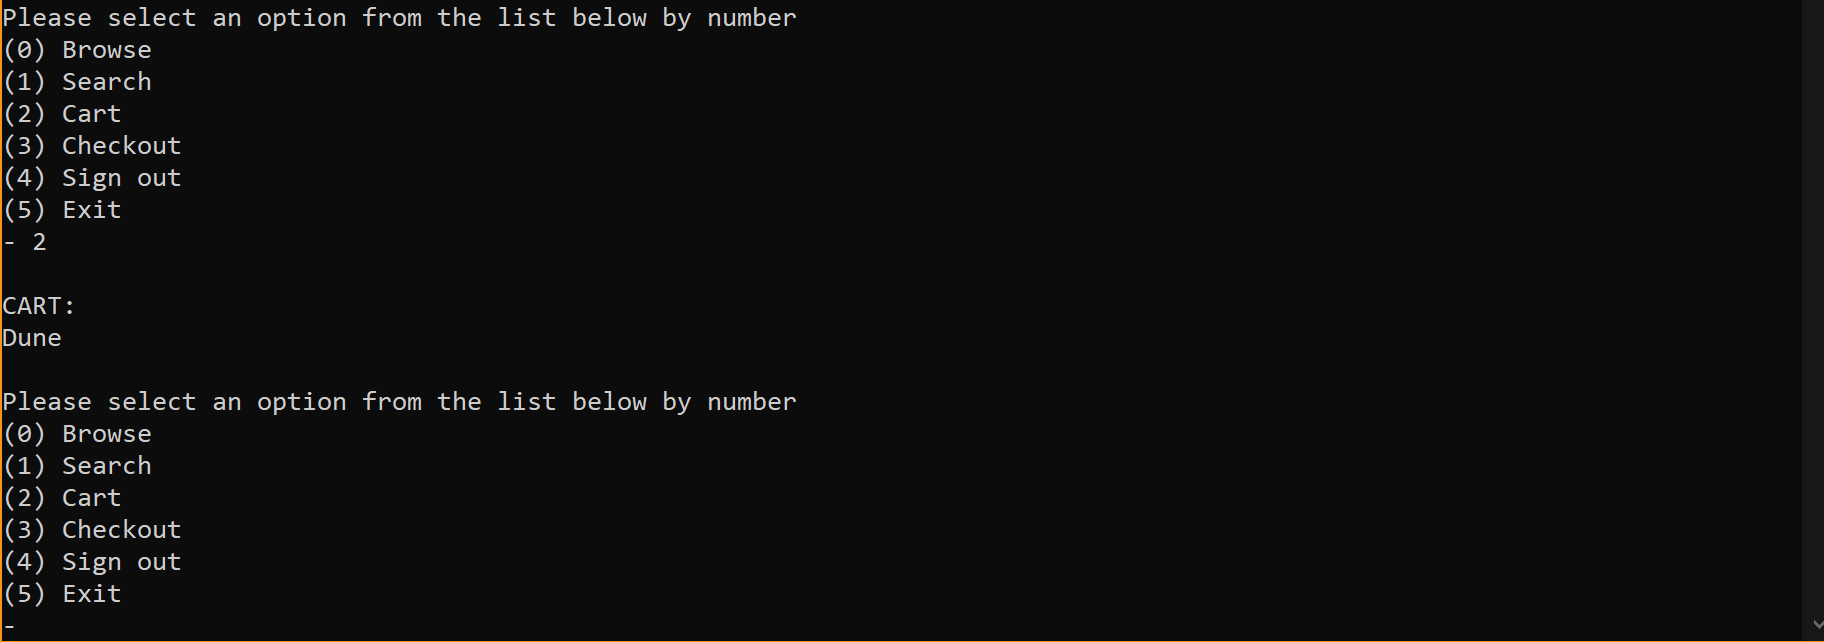 Please select an option from the list below by number
(0) Browse
(1) Search
(2) Cart
(3) Checkout
(4) Sign out
(5) Exit
- 2
CART:
Dune
Please select an option from the list below by number
(0) Browse
(1) Search
(2) Cart
(3) Checkout
(4) Sign out
(5) Exit
-